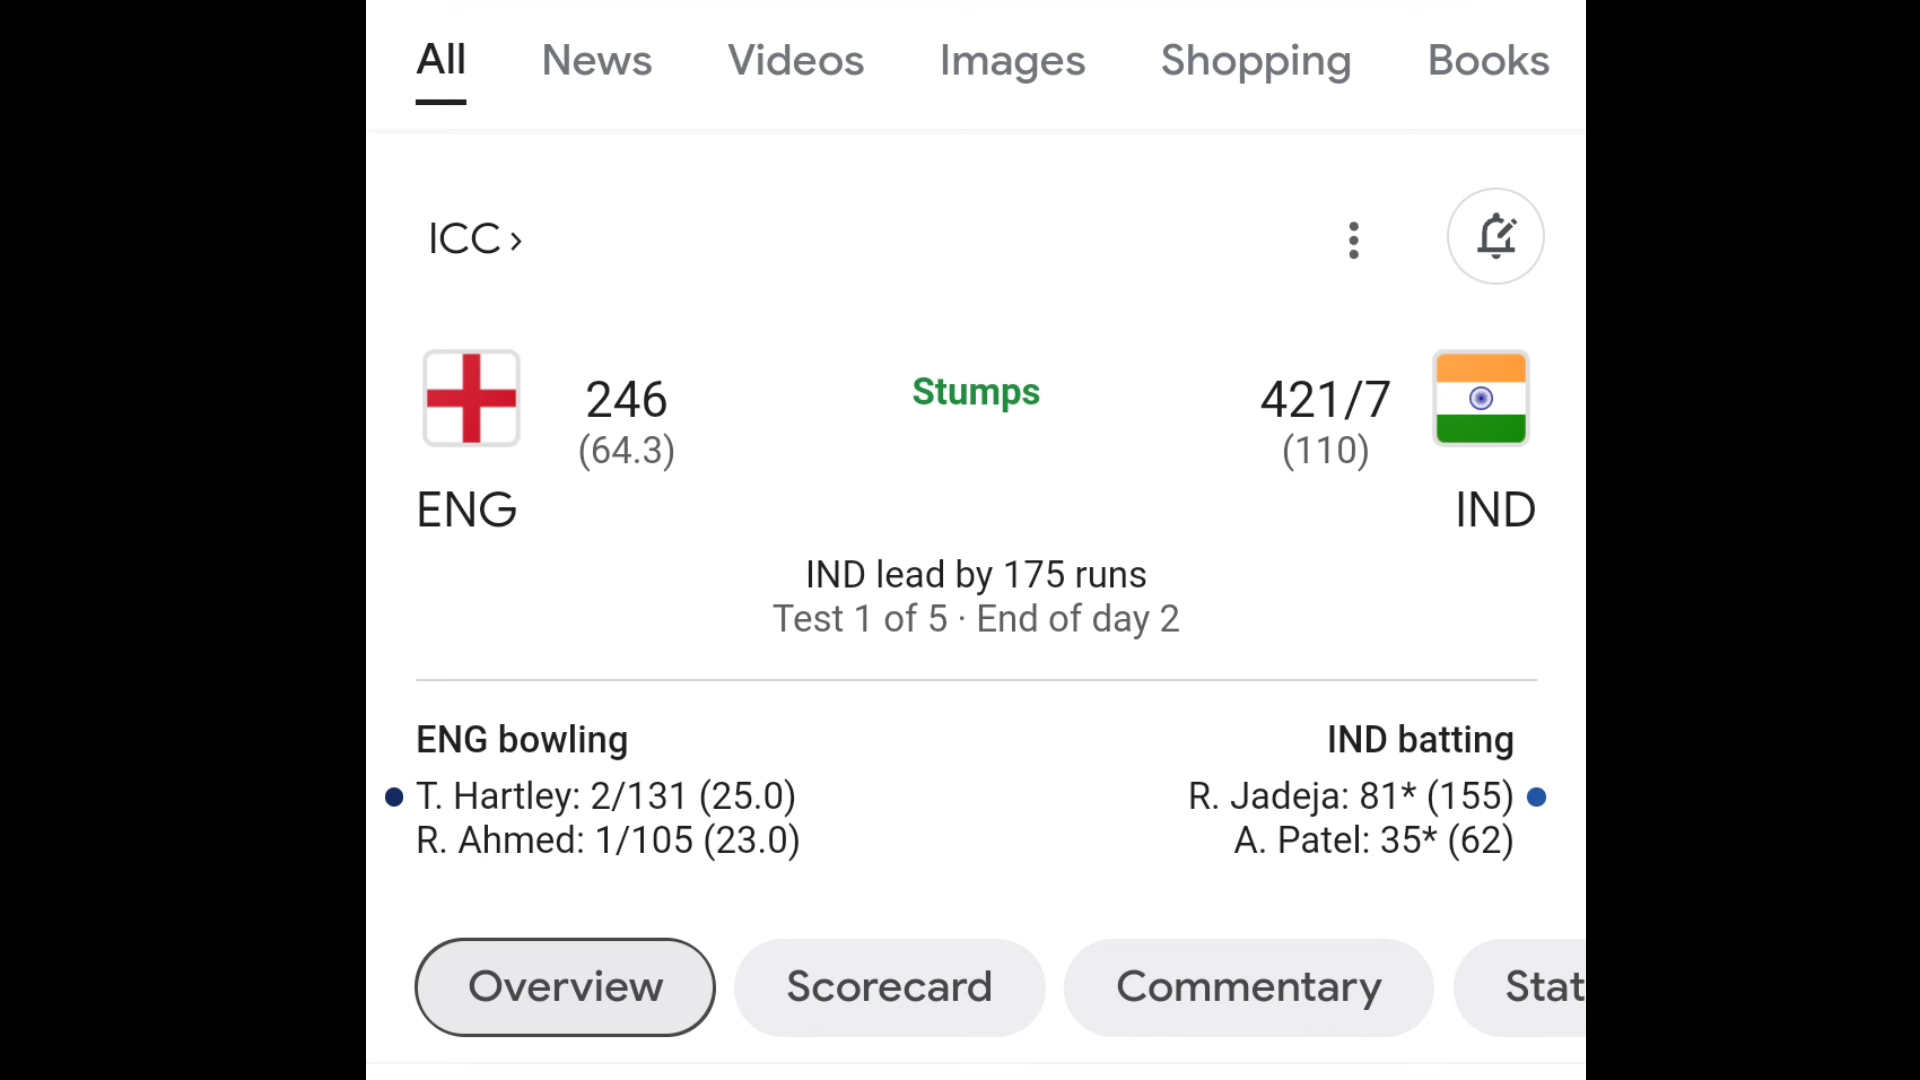 All News Videos Images Shopping Books
ICC >
246 Stumps 421/7
(64.3) (110)
ENG IND
IND lead by 175 runs
Test 1 of 5 · End of day 2
ENG bowling IND batting
T. Hartley: 2/131 (25.0) R. Jadeja: 81* (155)
R. Ahmed: 1/105 (23.0) A. Patel: 35* (62)
Overview Scorecard Commentary Stat